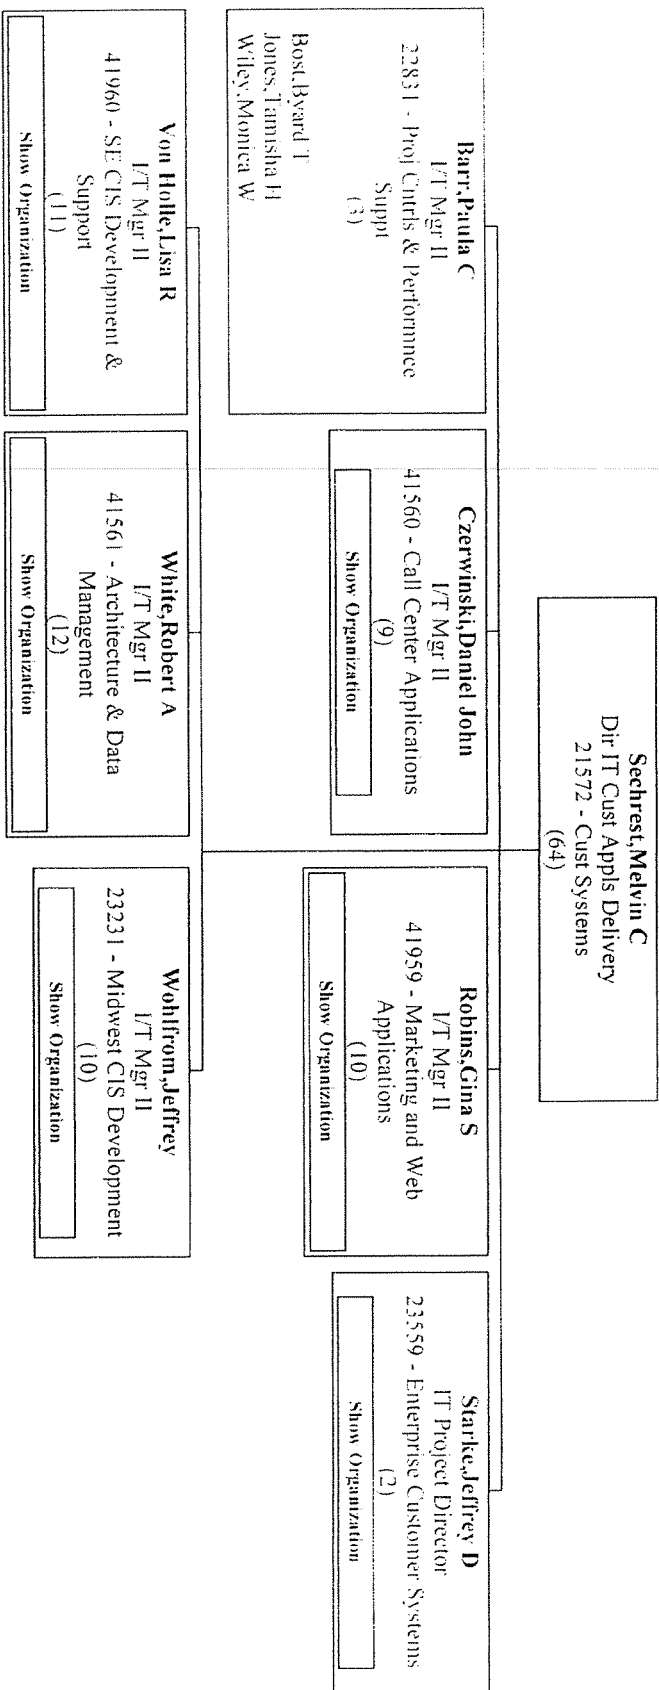 Sechrest,Melvin C
Dir IT Cust Appls Delivery
21572 - Cust Systems
(64)
Barr,Paula C
I/T Mgr II
22831 - Proj Cntrls & Performnce
Suppt
(3)
Bost,Byard T
Jones,Tamisha H
Wiley,Monica W
Czerwinski,Daniel John
I/T Mgr II
41560 - Call Center Applications
(9)
Show Organization
Robins,Gina S
I/T Mgr II
41959 - Marketing and Web
Applications
(10)
Show Organization
Starke,Jeffrey D
IT Project Director
23559 - Enterprise Customer Systems
(2)
Show Organization
Von Holle,Lisa R
I/T Mgr II
41960 - SE CIS Development &
Support
(11)
Show Organization
White,Robert A
I/T Mgr II
41561 - Architecture & Data
Management
(12)
Show Organization
Wohlfrom,Jeffrey
I/T Mgr II
23231 - Midwest CIS Development
(10)
Show Organization